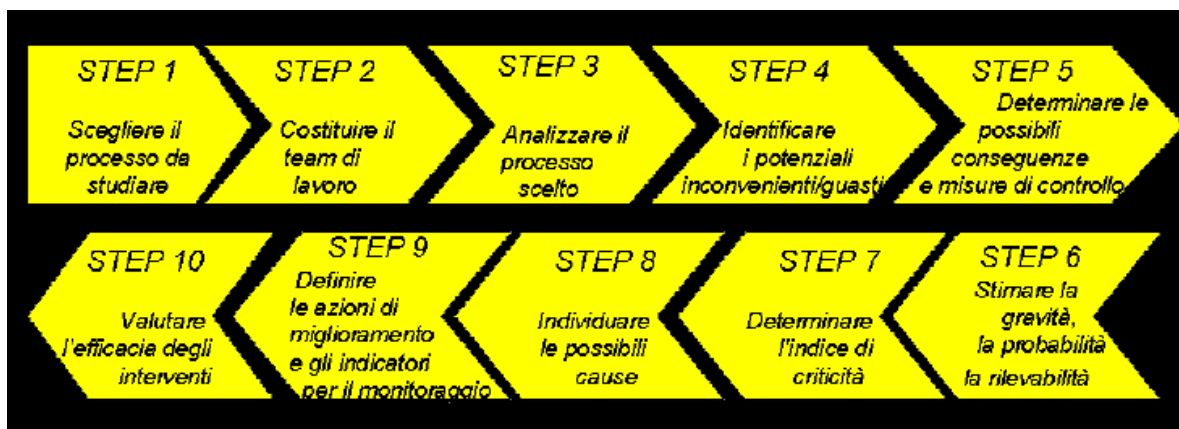 STEP 1
Scegliere il
processo da
studiare
STEP 2
Costituire il
team di
lavoro
STEP 3
Analizzare il
processo
scelto
STEP 4
Identificare
i potenziali
inconvenienti/guasti
STEP 5
Determinare le
possibili
conseguenze
e misure di controllo
STEP 6
Stimare la
gravità,
la probabilità
la rilevabilità
STEP 7
Determinare
l'indice di
criticità
STEP 8
Individuare
le possibili
cause
STEP 9
Definire
le azioni di
miglioramento
e gli indicatori
per il monitoraggio
STEP 10
Valutare
l'efficacia degli
interventi